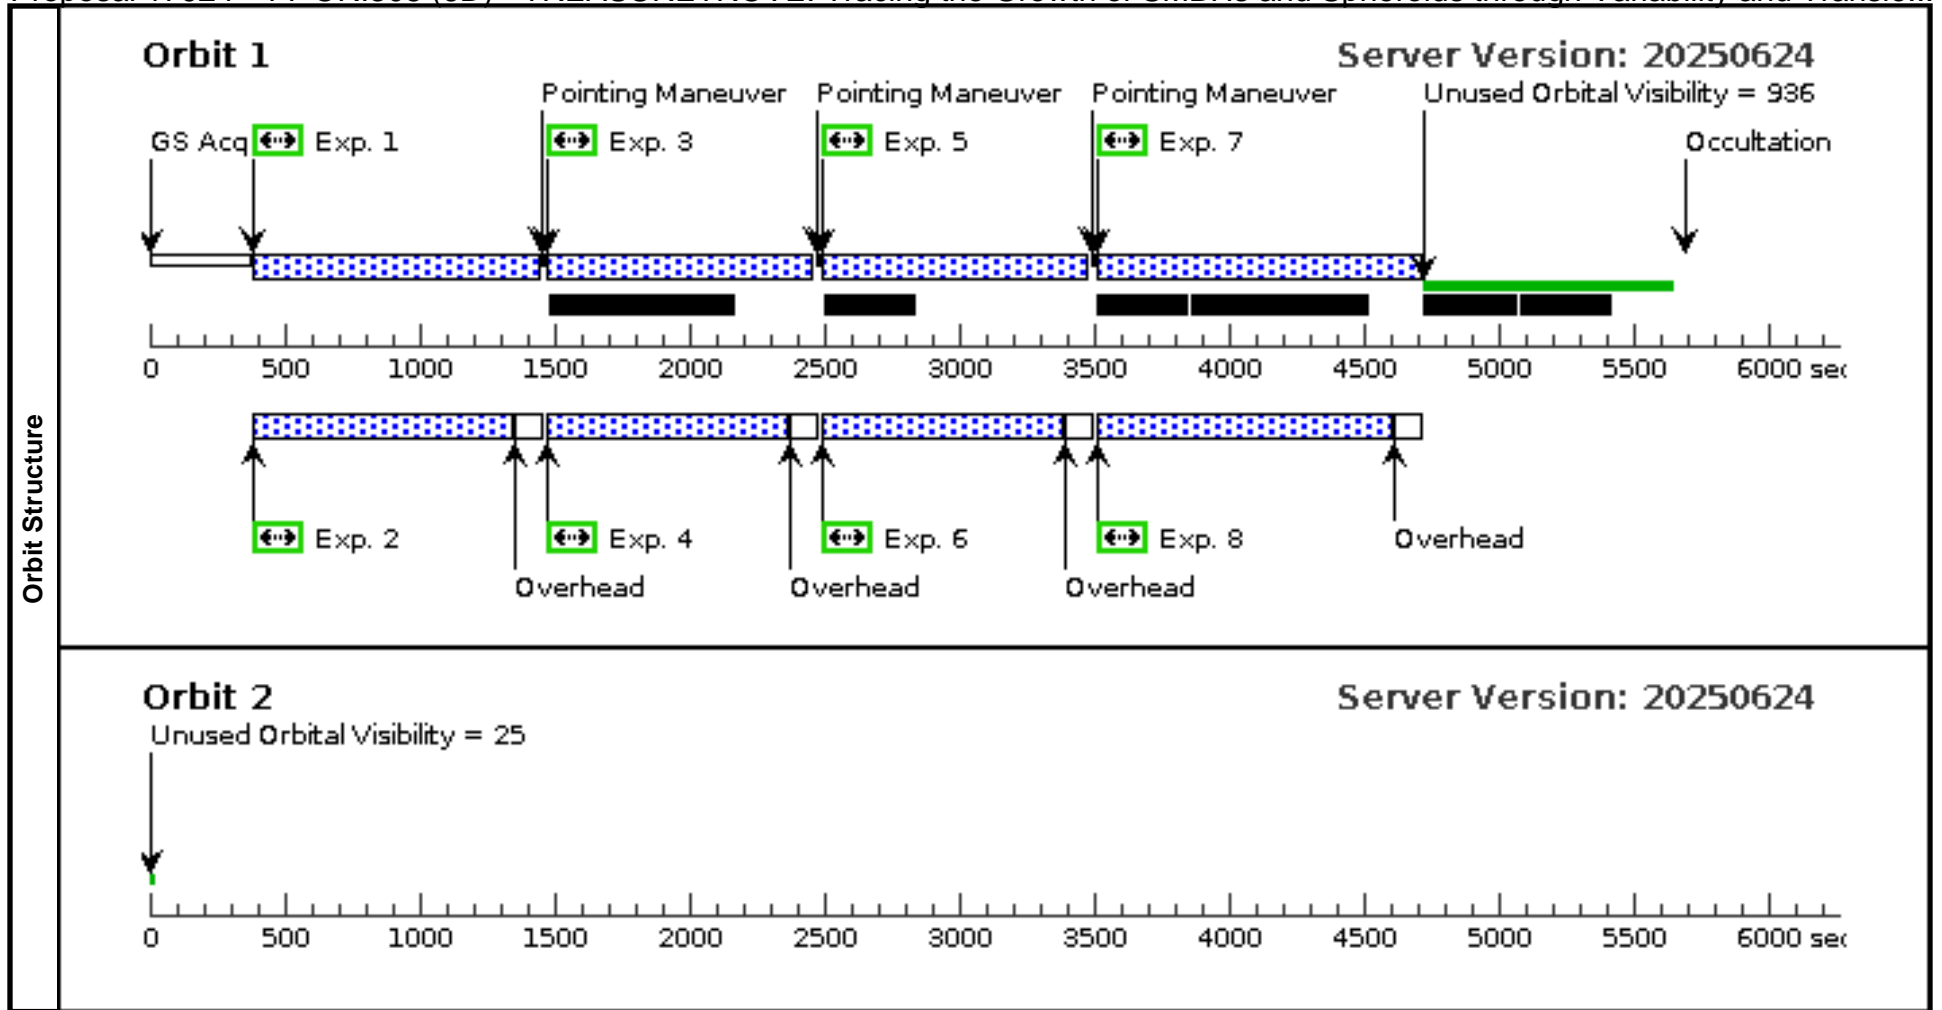 Orbit 1
Server Version: 20250624
Pointing Maneuver Pointing Maneuver Pointing Maneuver Unused Orbital Visibility = 936
GS Acq Exp. 1 Exp. 3 Exp. 5 Exp. 7 Occultation
0 500 1000 1500 2000 2500 3000 3500 4000 4500 5000 5500 6000 sec
Exp. 2 Exp. 4 Exp. 6 Exp. 8 Overhead
Overhead Overhead Overhead
Orbit Structure
Orbit 2
Server Version: 20250624
Unused Orbital Visibility = 25
0 500 1000 1500 2000 2500 3000 3500 4000 4500 5000 5500 6000 sec